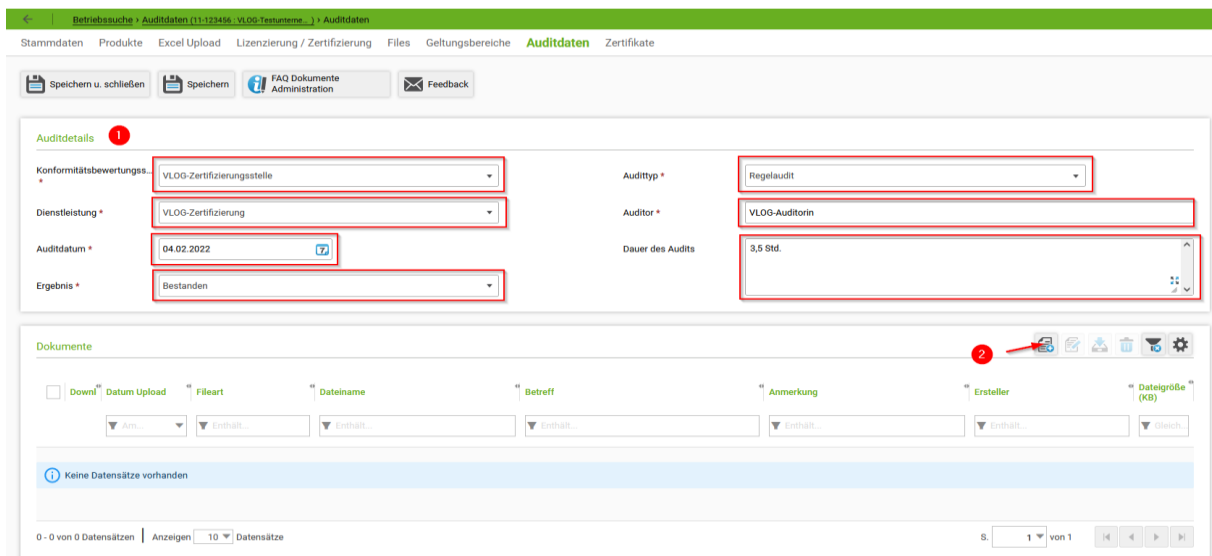 Betriebssuche › Auditdaten (11-123456 : VLOG-Testunterne... ) › Auditdaten
Stammdaten Produkte Excel Upload Lizenzierung / Zertifizierung Files Geltungsbereiche Auditdaten Zertifikate
Speichern u. schließen Speichern FAQ Dokumente Administration Feedback
Auditdetails 1
Konformitätsbewertungss... * VLOG-Zertifizierungsstelle Audittyp * Regelaudit
Dienstleistung * VLOG-Zertifizierung Auditor * VLOG-Auditorin
Auditdatum * 04.02.2022 7 Dauer des Audits 3,5 Std.
Ergebnis * Bestanden
Dokumente 2
Downl Datum Upload Fileart Dateiname Betreff Anmerkung Ersteller Dateigröße (KB)
Am... Enthält... Enthält... Enthält... Enthält... Enthält... Gleich...
Keine Datensätze vorhanden
0 - 0 von 0 Datensätzen Anzeigen 10 Datensätze S. 1 von 1